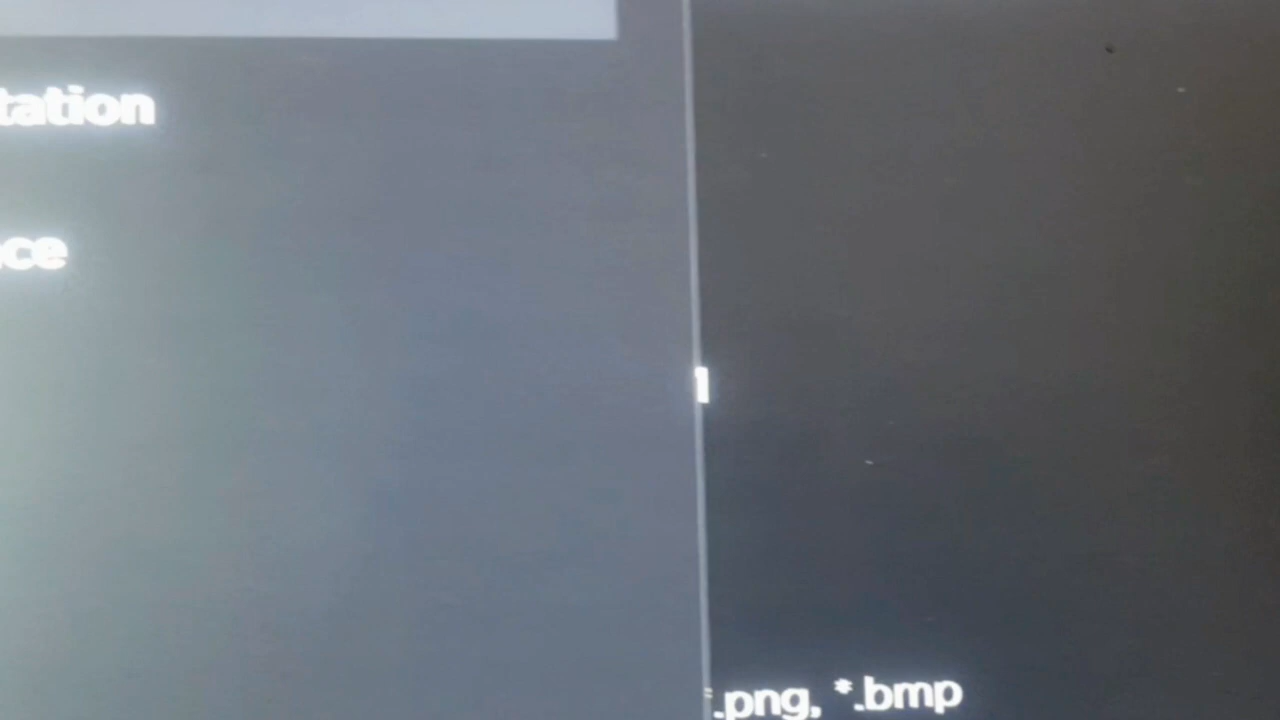 tation
ce
.png, *.bmp